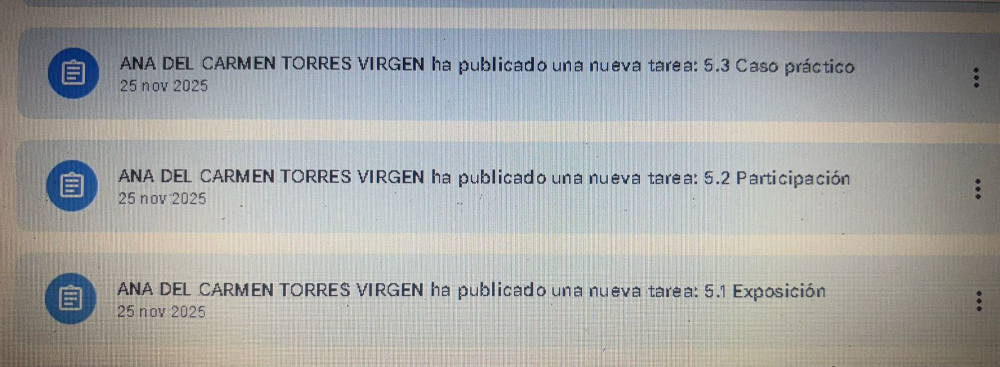 ANA DEL CARMEN TORRES VIRGEN ha publicado una nueva tarea: 5.3 Caso práctico
25 nov 2025
ANA DEL CARMEN TORRES VIRGEN ha publicado una nueva tarea: 5.2 Participación
25 nov 2025
ANA DEL CARMEN TORRES VIRGEN ha publicado una nueva tarea: 5.1 Exposición
25 nov 2025